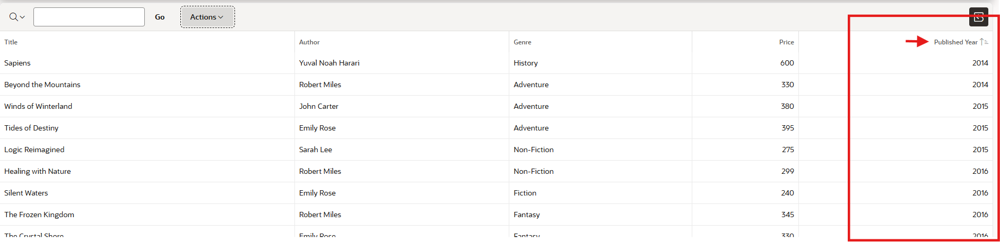 Go Actions
Title Author Genre Price Published Year
Sapiens Yuval Noah Harari History 600 2014
Beyond the Mountains Robert Miles Adventure 330 2014
Winds of Winterland John Carter Adventure 380 2015
Tides of Destiny Emily Rose Adventure 395 2015
Logic Reimagined Sarah Lee Non-Fiction 275 2015
Healing with Nature Robert Miles Non-Fiction 299 2016
Silent Waters Emily Rose Fiction 240 2016
The Frozen Kingdom Robert Miles Fantasy 345 2016
The Crystal Shore Emily Rose Fantasy 330 2016